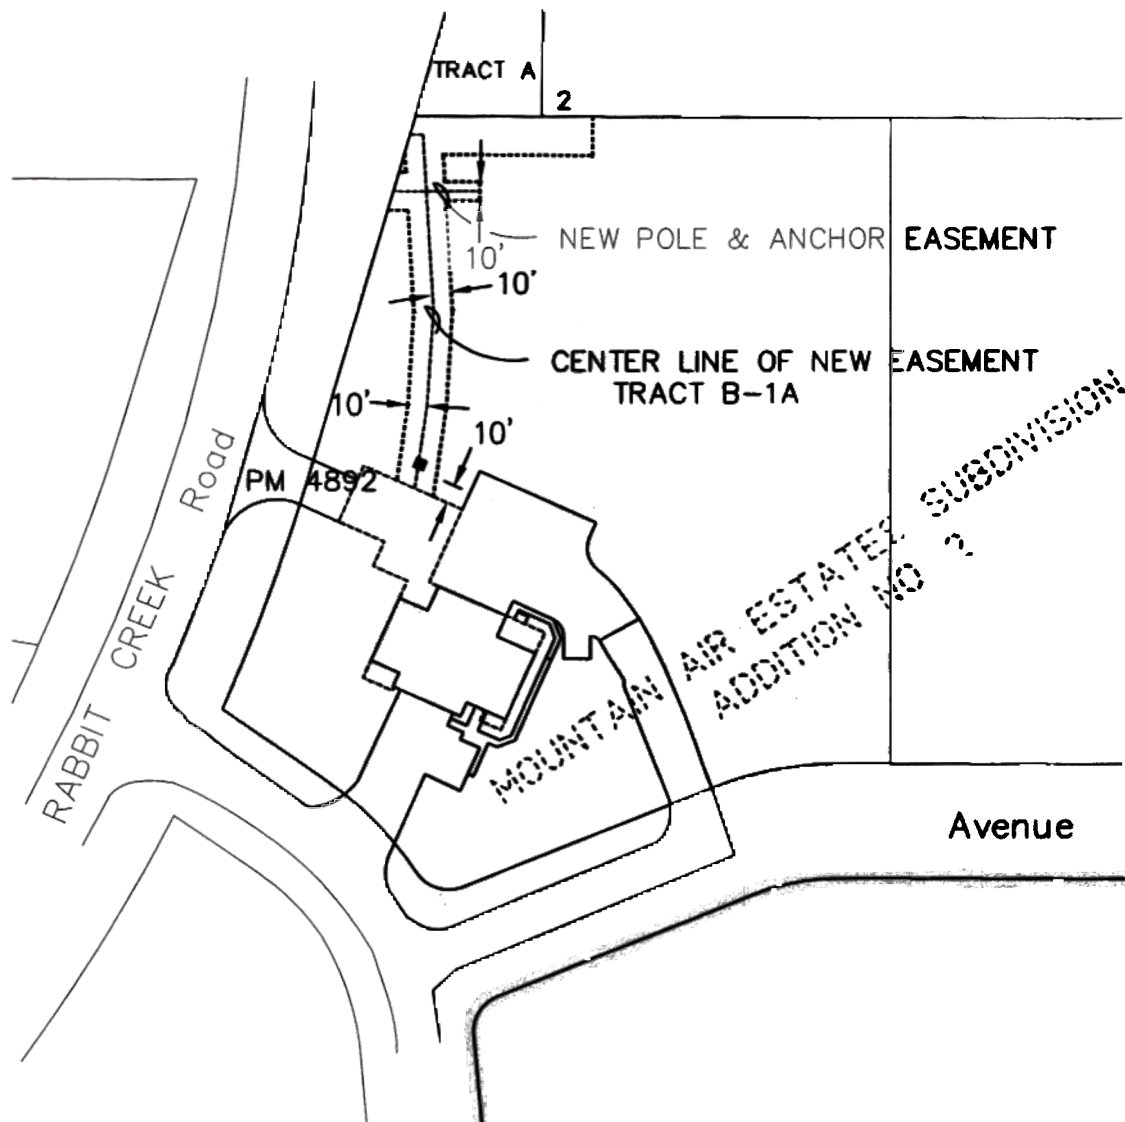 TRACT A
2
NEW POLE & ANCHOR EASEMENT
10'
10'
CENTER LINE OF NEW EASEMENT
TRACT B-1A
10'
10'
PM 4892
RABBIT CREEK Road
MOUNTAIN AIR ESTATES SUBDIVISION
ADDITION NO 2
Avenue